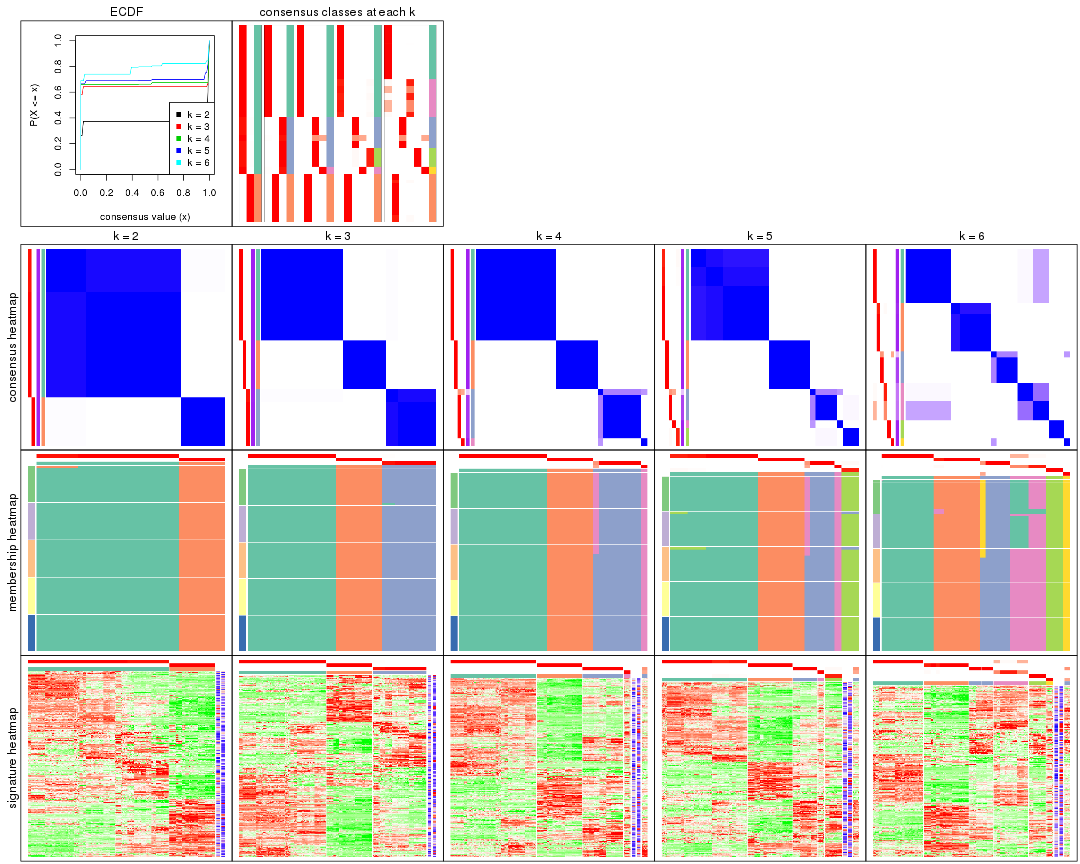 ECDF
consensus classes at each k
P(X <= x)
1.0
0.8
0.6
0.4
0.2
0.0
k = 2
k = 3
k = 4
k = 5
k = 6
0.0 0.2 0.4 0.6 0.8 1.0
consensus value (x)
k = 2
k = 3
k = 4
k = 5
k = 6
consensus heatmap
membership heatmap
signature heatmap